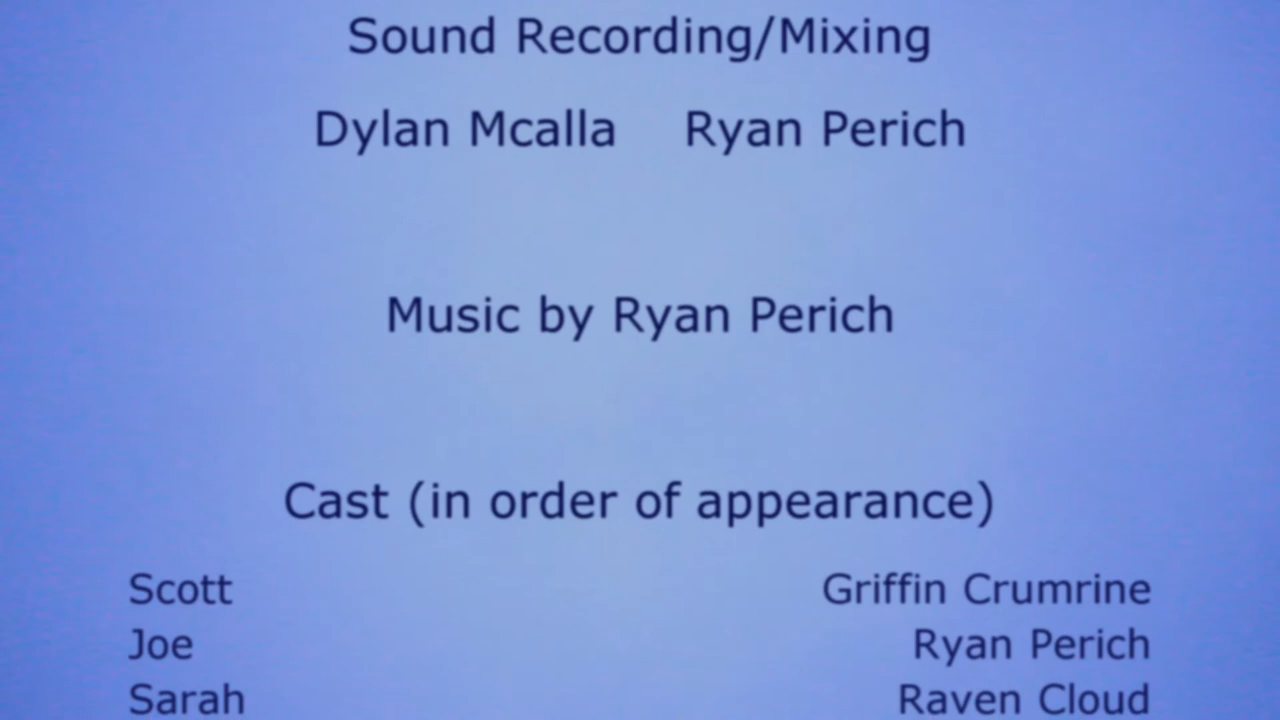 Sound Recording/Mixing
Dylan Mcalla Ryan Perich
Music by Ryan Perich
Cast (in order of appearance)
Scott Griffin Crumrine
Joe Ryan Perich
Sarah Raven Cloud